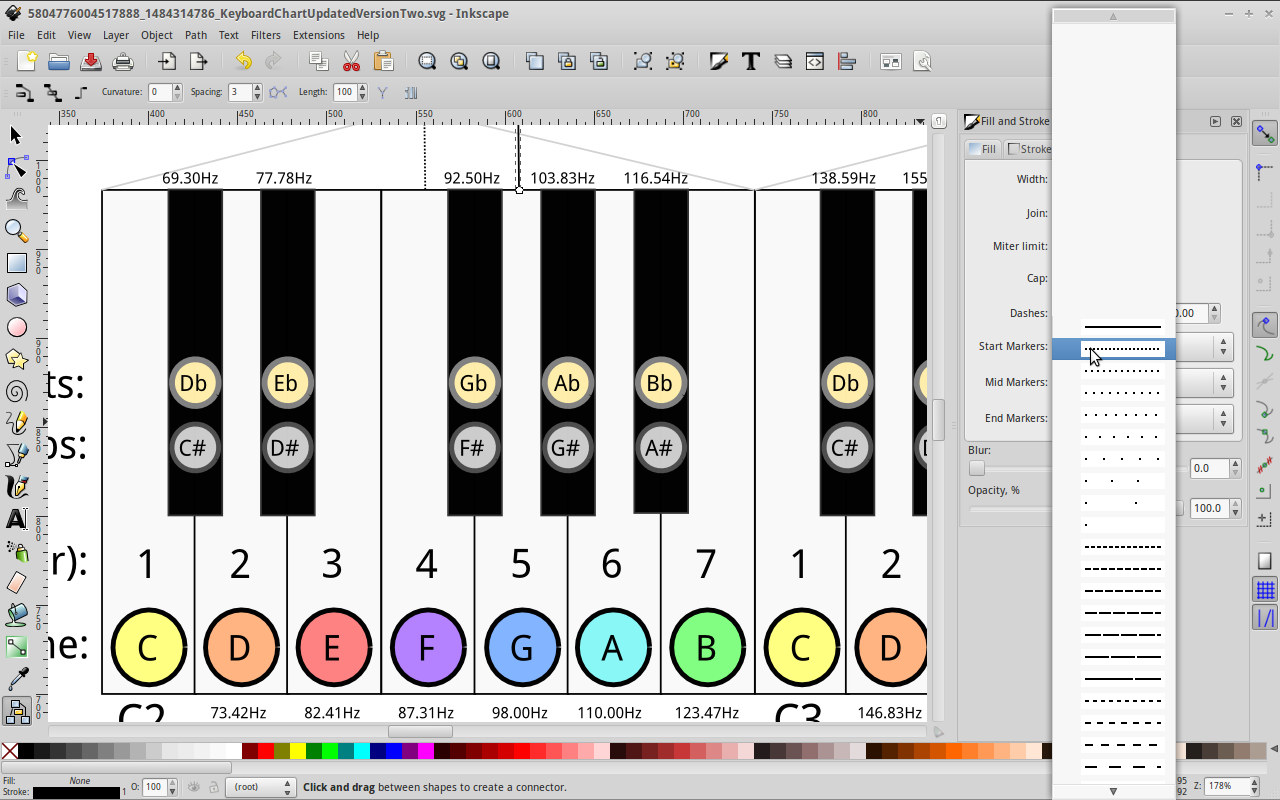 5804776004517888_1484314786_KeyboardChartUpdatedVersionTwo.svg - Inkscape
File Edit View Layer Object Path Text Filters Extensions Help
Curvature: 0 Spacing: 3 Length: 100
350 400 450 500 550 600 650 700 750 800
Fill and Stroke
Fill Stroke
Width:
Join:
Miter limit:
Cap:
Dashes: 0.00
Start Markers:
Mid Markers:
End Markers:
Blur:
0.0
Opacity, %
100.0
69.30Hz 77.78Hz 92.50Hz 103.83Hz 116.54Hz 138.59Hz 155
ts: Db Eb Gb Ab Bb Db
ps: C# D# F# G# A# C#
r): 1 2 3 4 5 6 7 1 2
ne: C D E F G A B C D
C2 73.42Hz 82.41Hz 87.31Hz 98.00Hz 110.00Hz 123.47Hz C3 146.83Hz
Fill: None
Stroke: 1
O: 100
(root)
Click and drag between shapes to create a connector.
95
92
Z: 178%